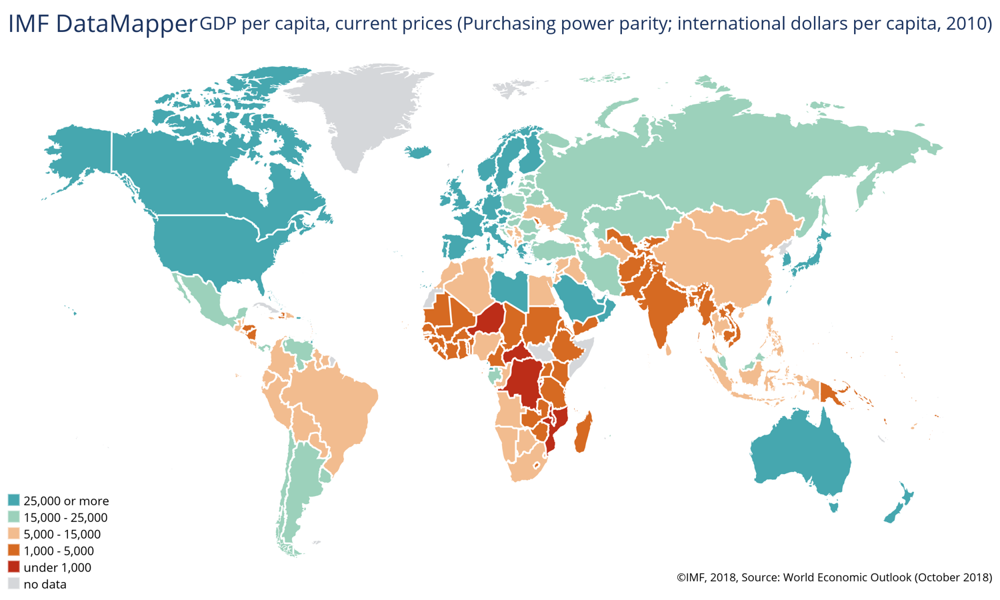 IMF DataMapper GDP per capita, current prices (Purchasing power parity; international dollars per capita, 2010)
25,000 or more
15,000 - 25,000
5,000 - 15,000
1,000 - 5,000
under 1,000
no data
©IMF, 2018, Source: World Economic Outlook (October 2018)